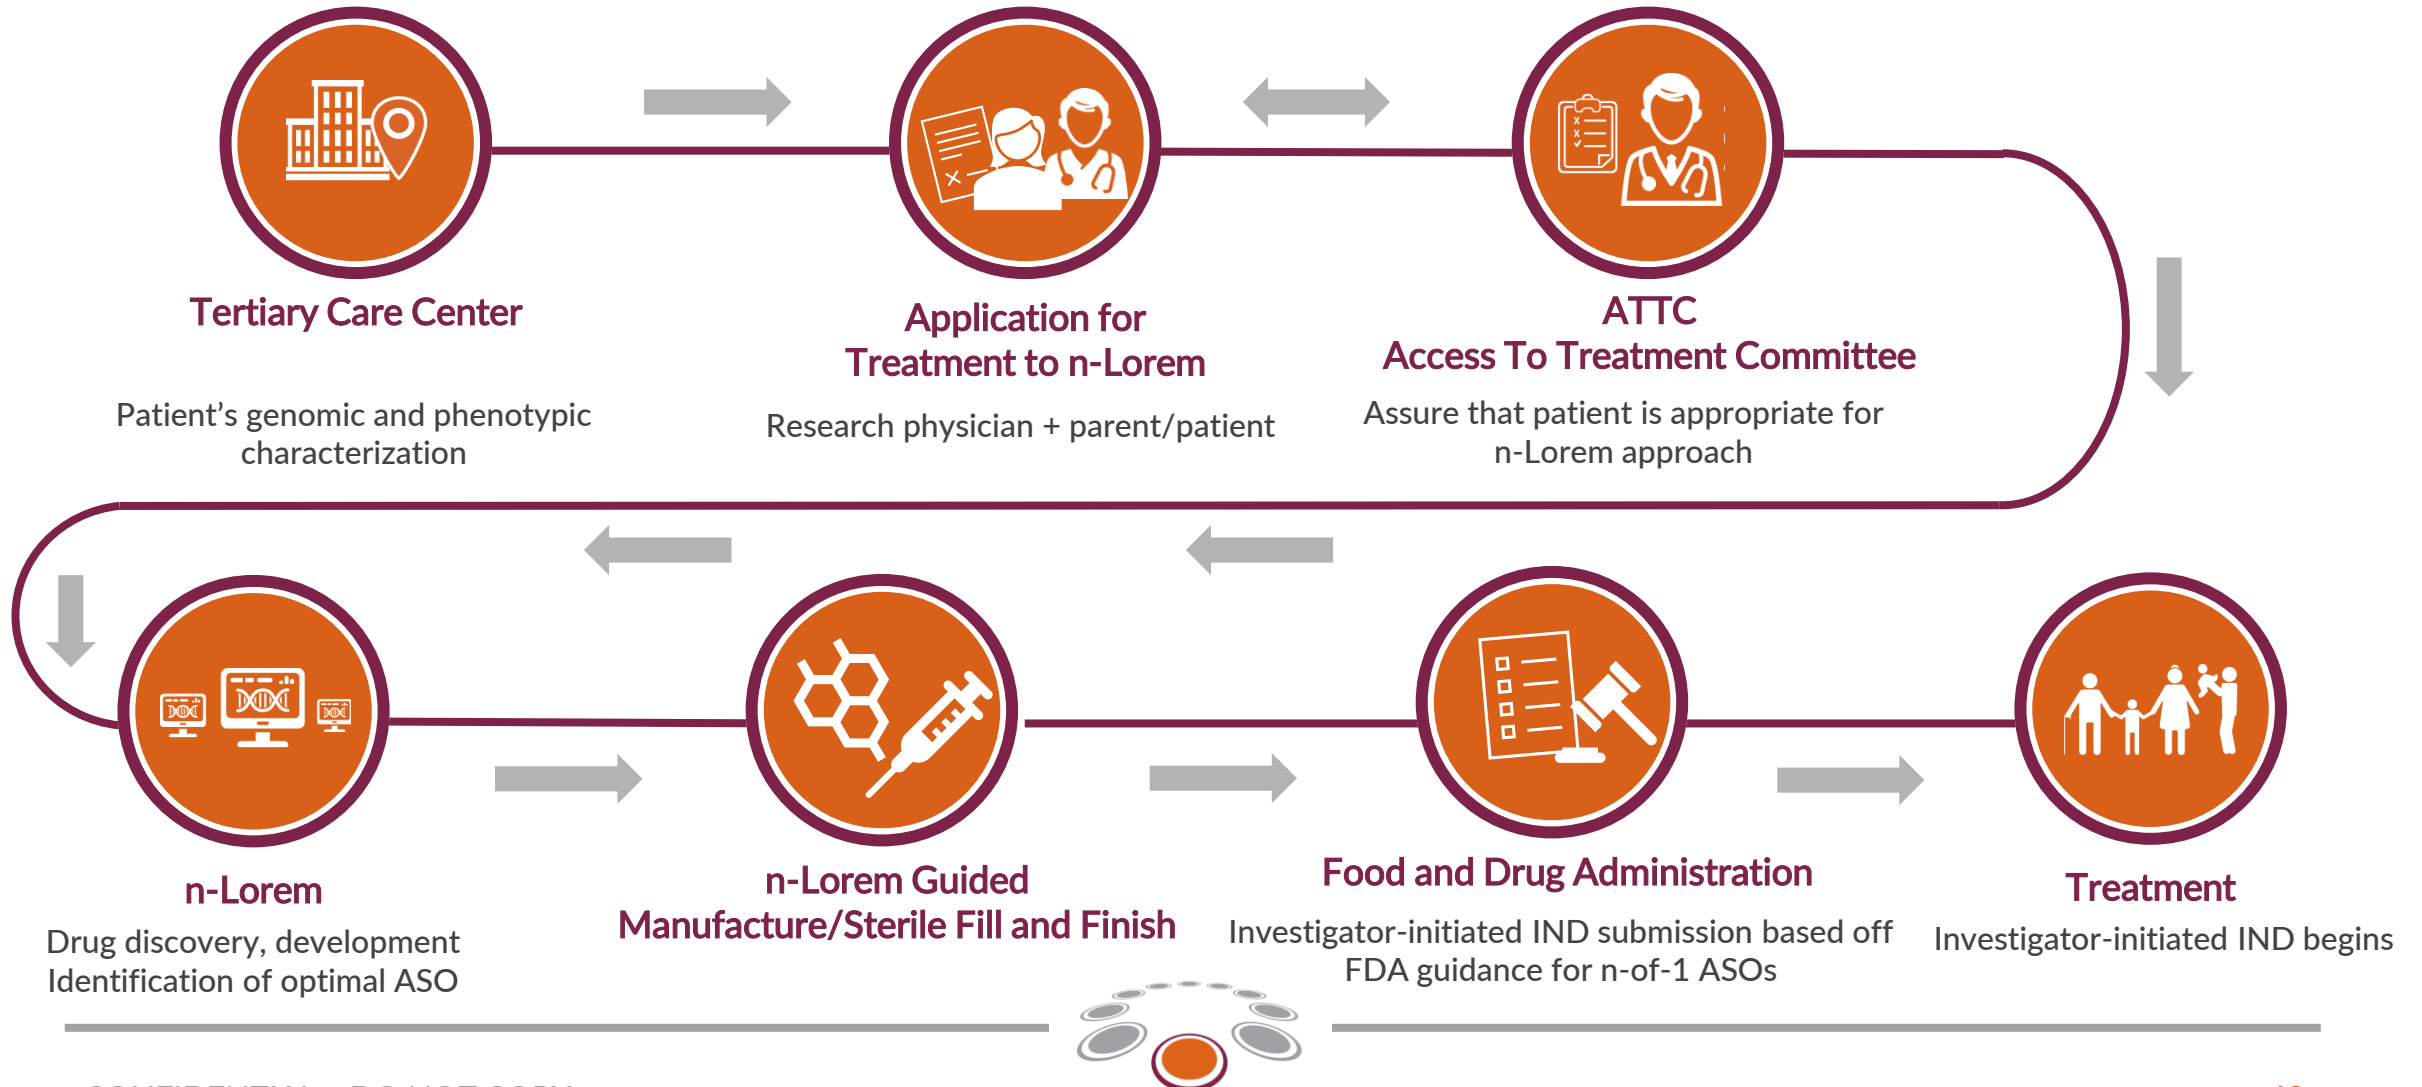 Tertiary Care Center
Patient's genomic and phenotypic
characterization
Application for
Treatment to n-Lorem
Research physician + parent/patient
ATTC
Access To Treatment Committee
Assure that patient is appropriate for
n-Lorem approach
n-Lorem
Drug discovery, development
Identification of optimal ASO
n-Lorem Guided
Manufacture/Sterile Fill and Finish
Food and Drug Administration
Investigator-initiated IND submission based off
FDA guidance for n-of-1 ASOs
Treatment
Investigator-initiated IND begins